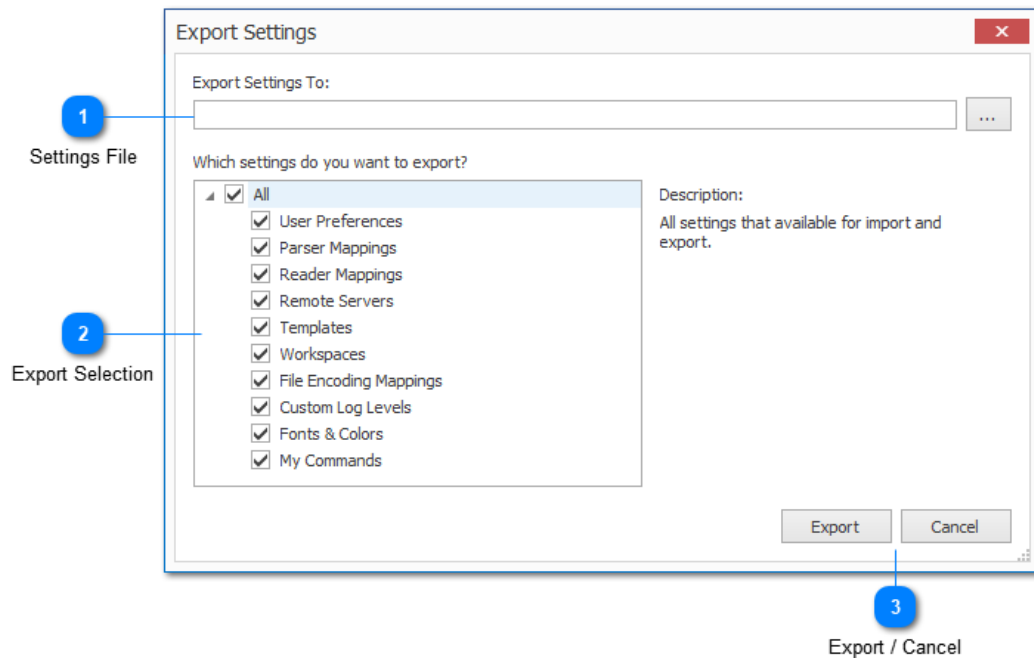 Export Settings
Export Settings To:
...
1
Settings File
Which settings do you want to export?
All
User Preferences
Parser Mappings
Reader Mappings
Remote Servers
Templates
Workspaces
File Encoding Mappings
Custom Log Levels
Fonts & Colors
My Commands
Description:
All settings that available for import and
export.
2
Export Selection
Export
Cancel
3
Export / Cancel